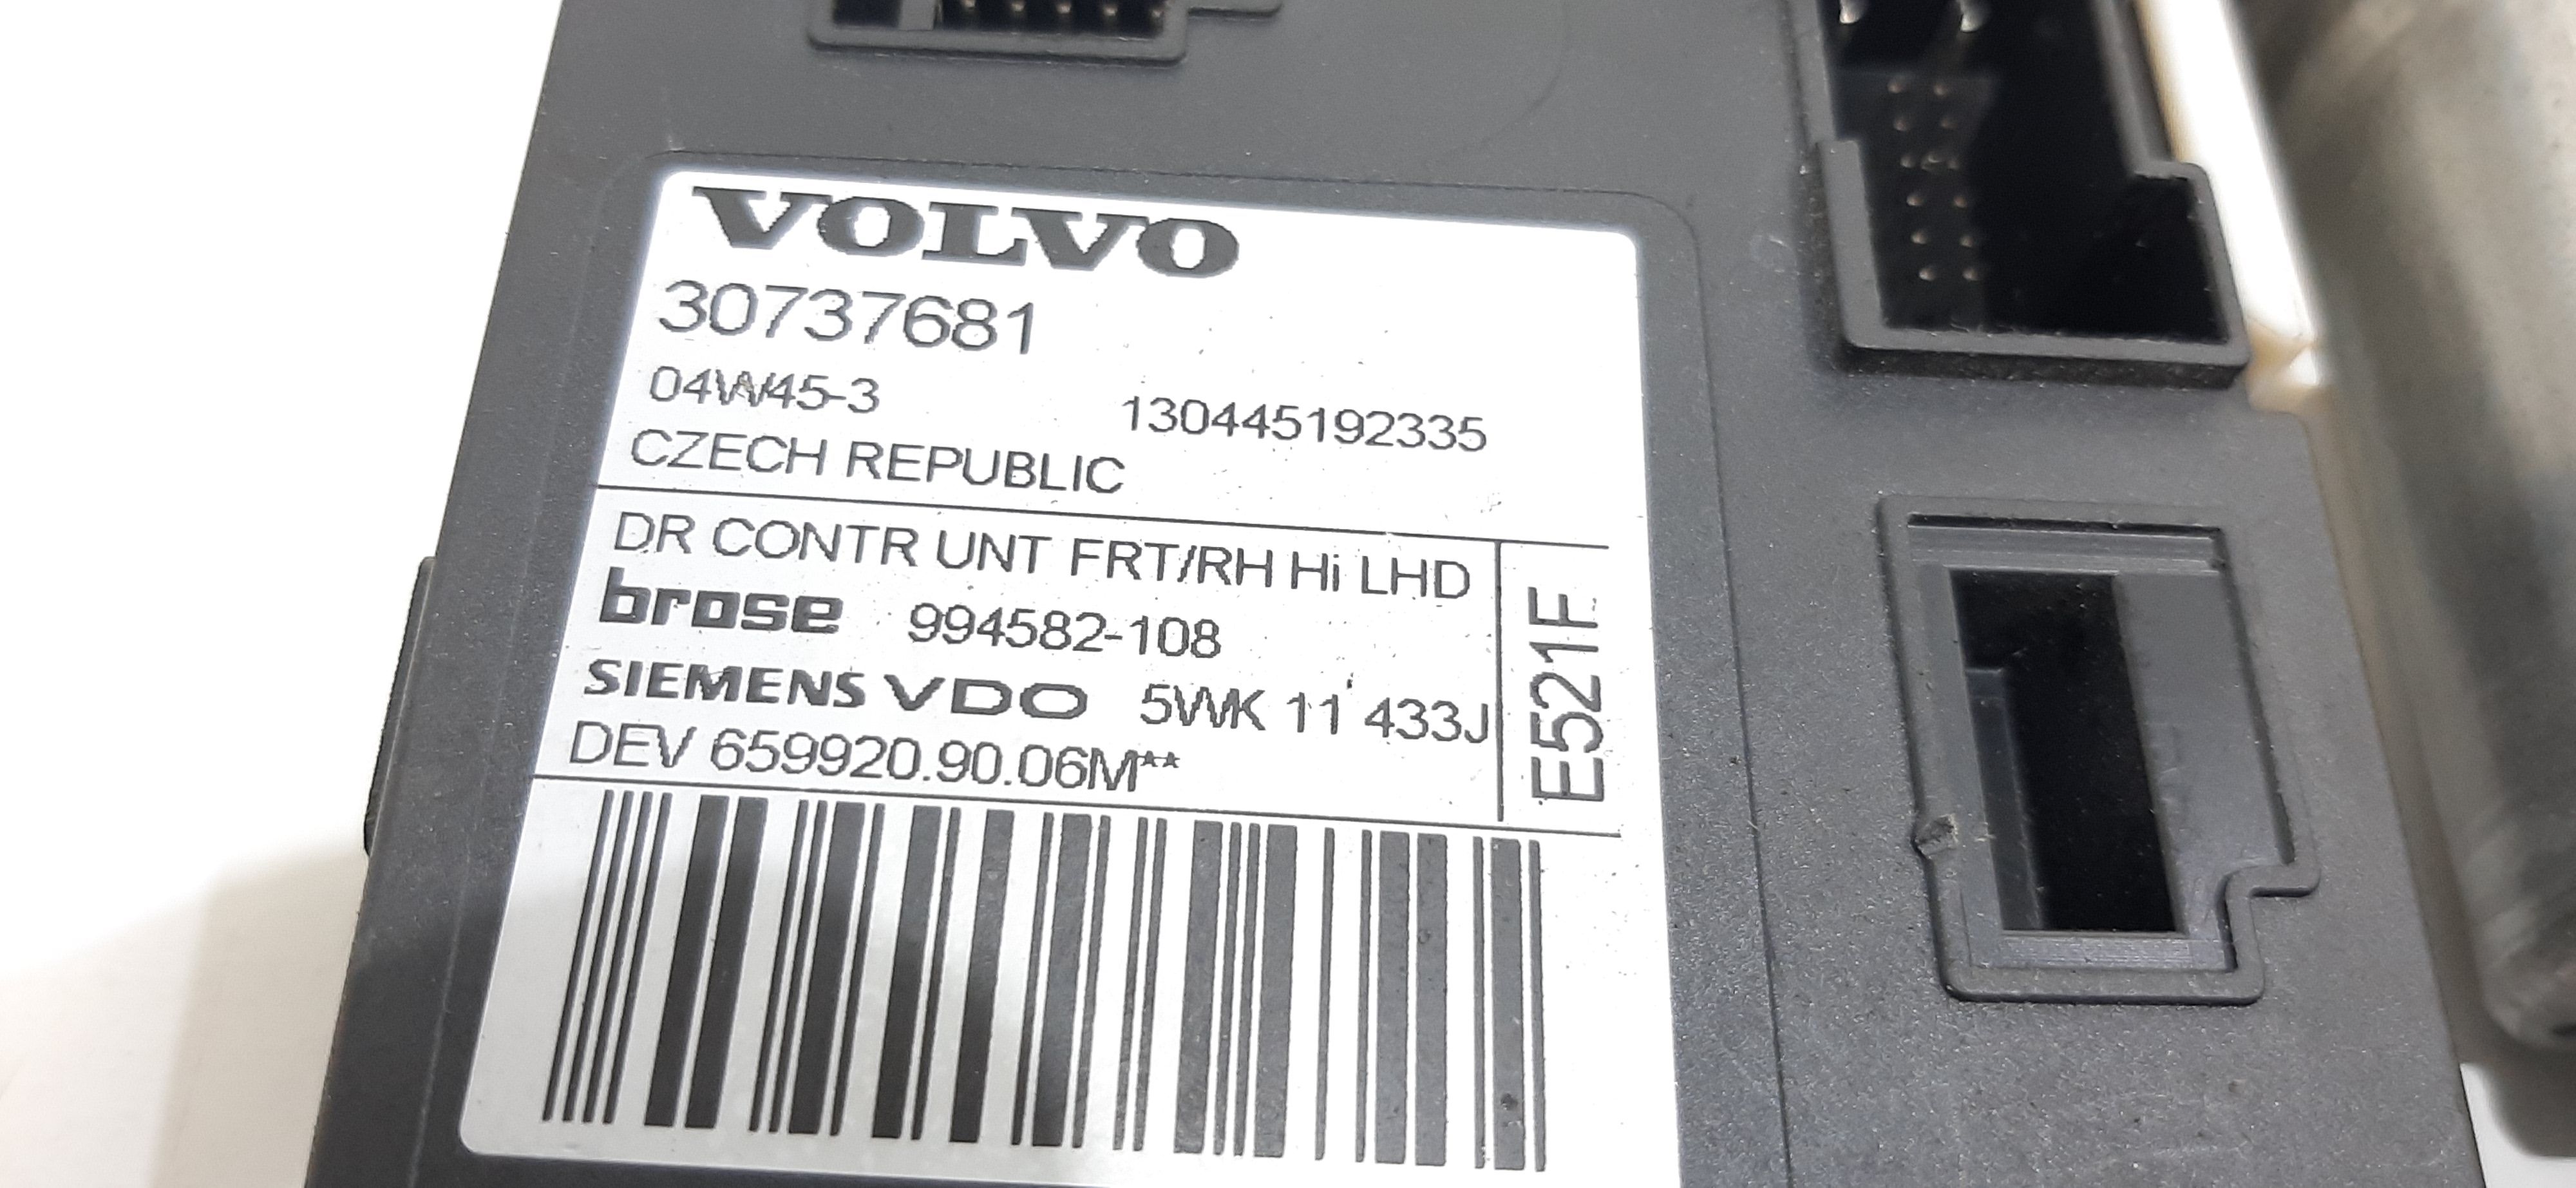 VOLVO
30737681
04W45-3 130445192335
CZECH REPUBLIC
DR CONTR UNT FRT/RH Hi LHD
brose 994582-108
SIEMENS VDO 5WK 11 433J
DEV 659920.90.06M**
E521F